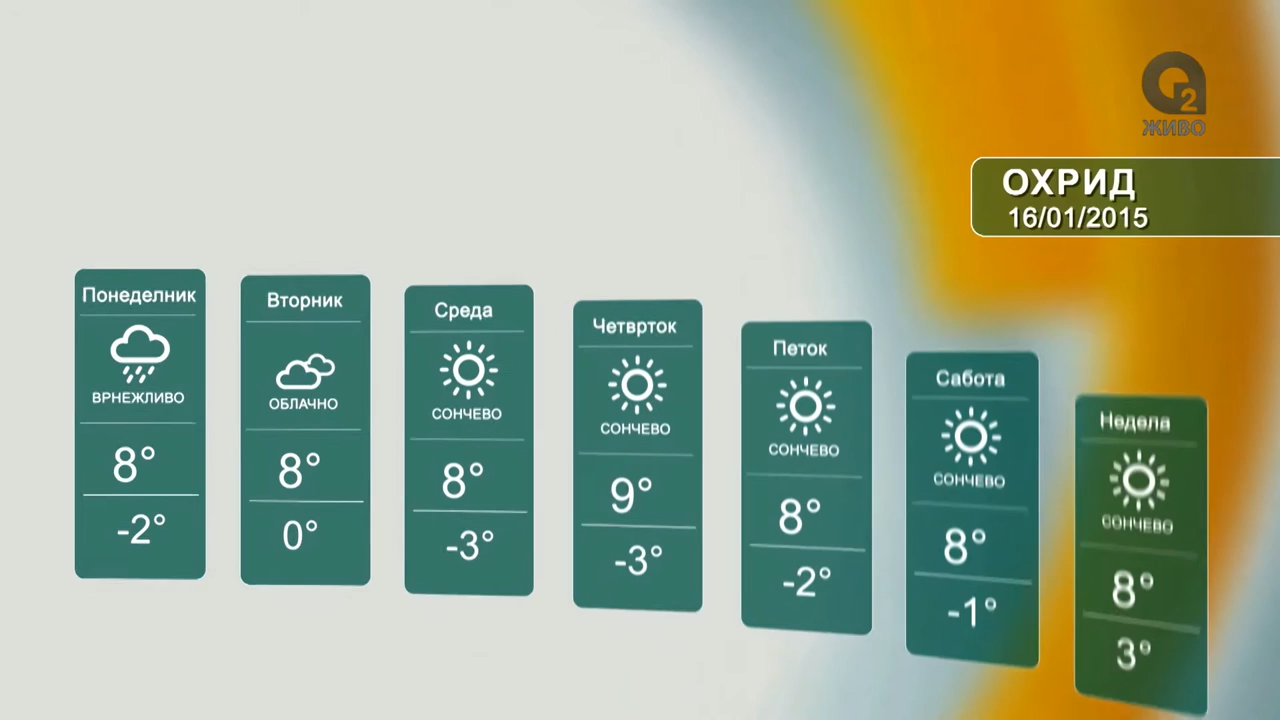 2
ЖИВО
ОХРИД
16/01/2015
Понеделник
ВРНЕЖЛИВО
8°
-2°
Вторник
ОБЛАЧНО
8°
0°
Среда
СОНЧЕВО
8°
-3°
Четврток
СОНЧЕВО
9°
-3°
Петок
СОНЧЕВО
8°
-2°
Сабота
СОНЧЕВО
8°
-1°
Недела
СОНЧЕВО
8°
3°